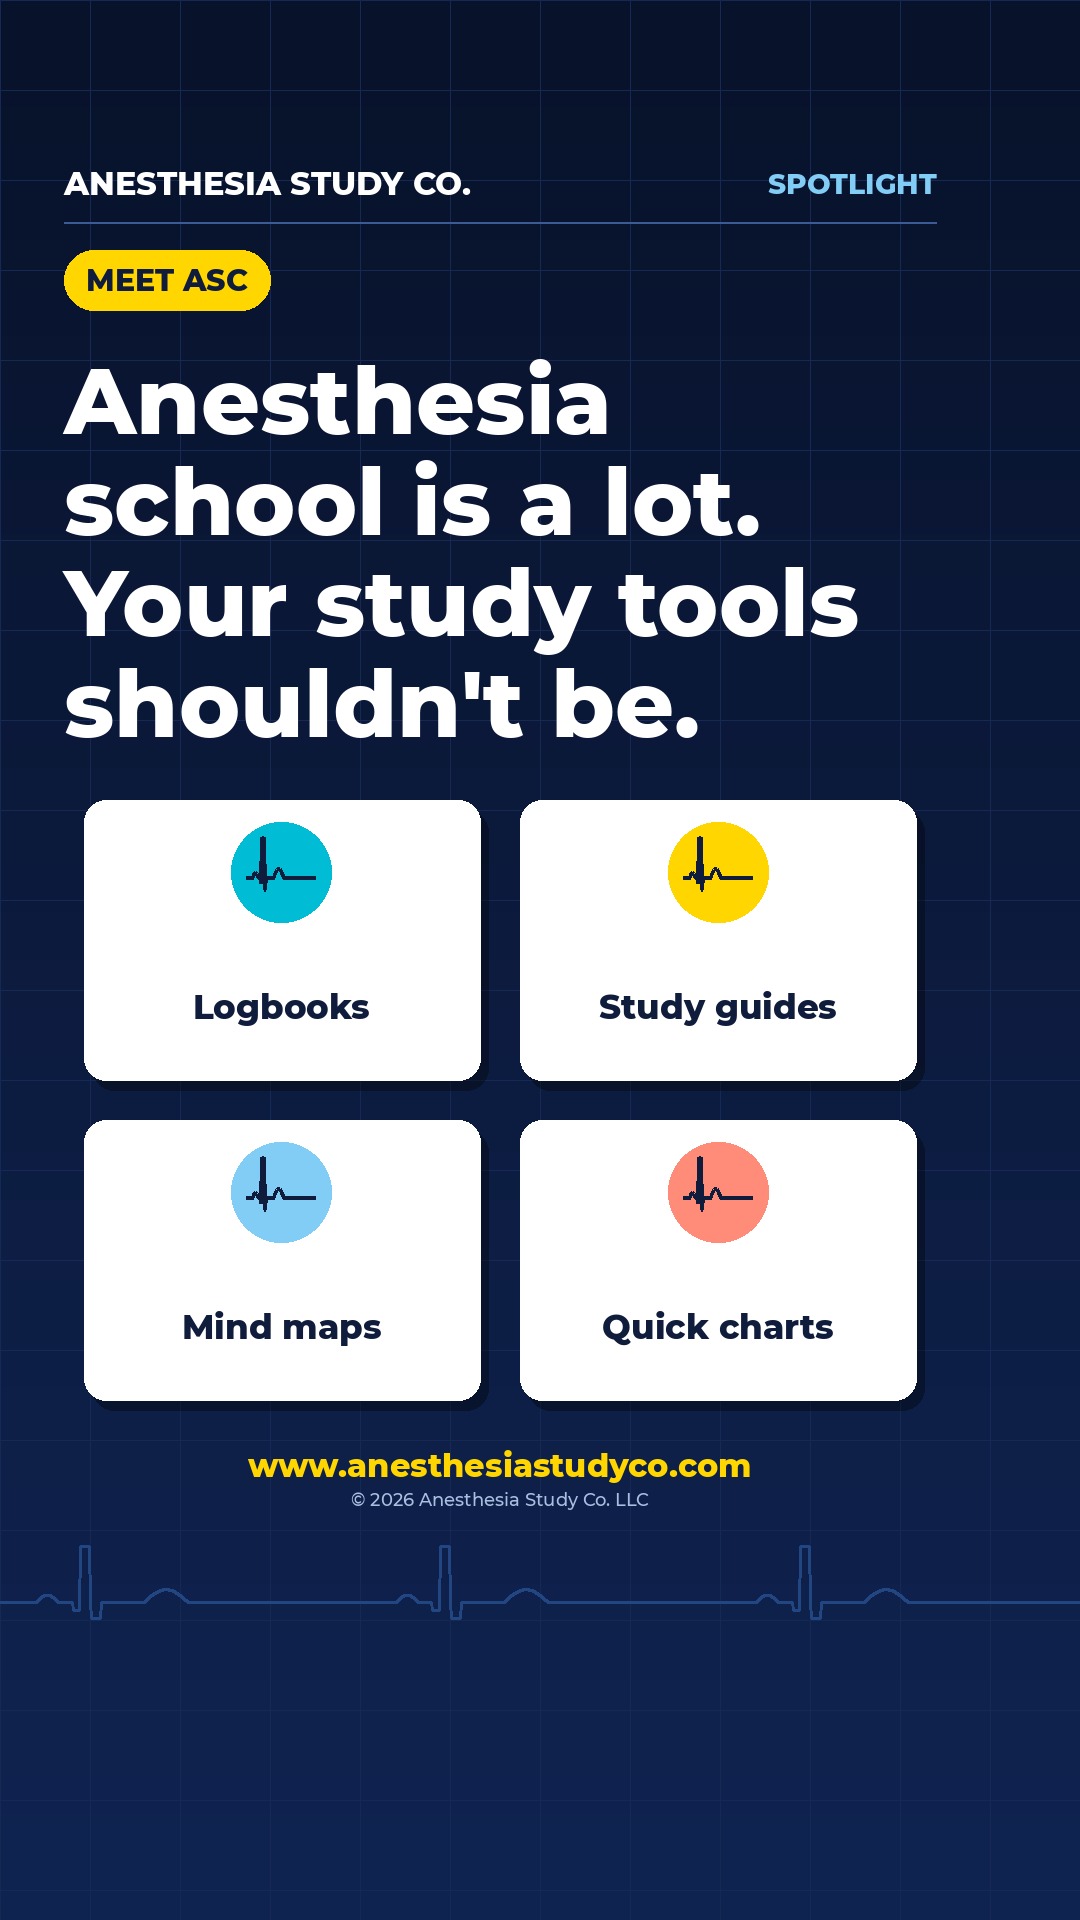 ANESTHESIA STUDY CO.
SPOTLIGHT
MEET ASC
Anesthesia
school is a lot.
Your study tools
shouldn't be.
Logbooks
Study guides
Mind maps
Quick charts
www.anesthesiastudyco.com
© 2026 Anesthesia Study Co. LLC